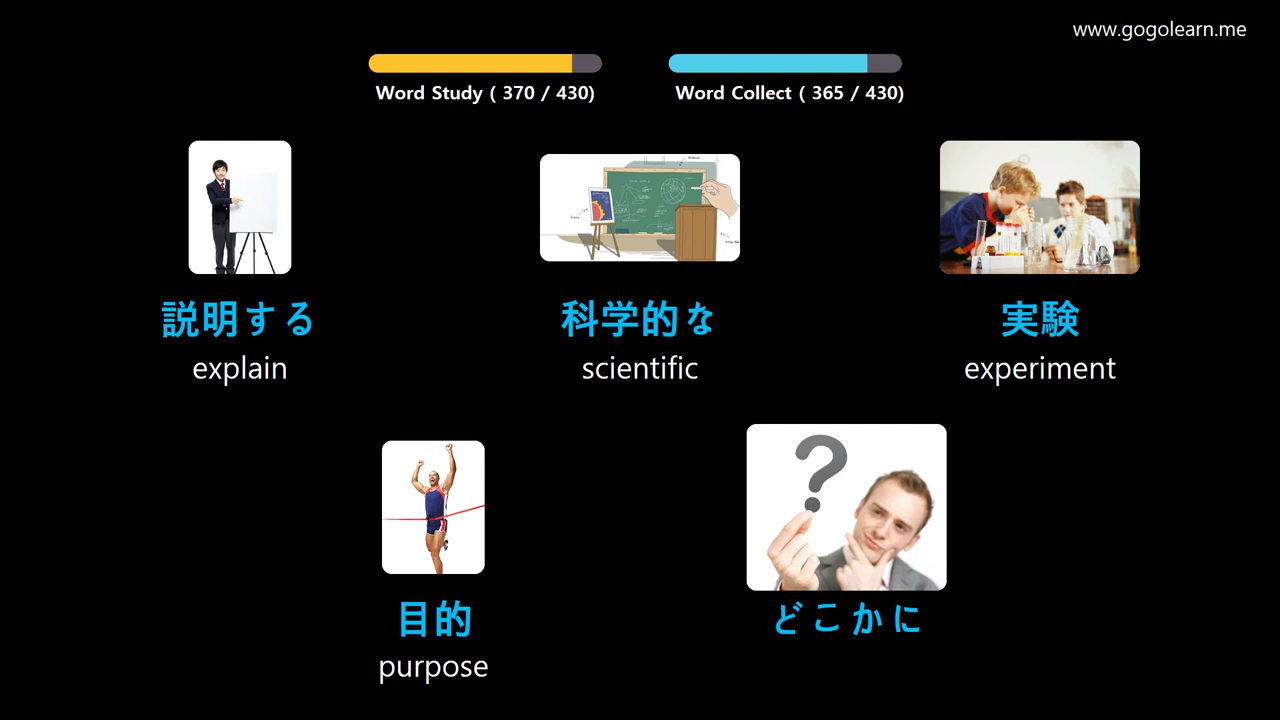 www.gogolearn.me
Word Study ( 370 / 430)
Word Collect ( 365 / 430)
説明する
explain
科学的な
scientific
実験
experiment
目的
purpose
どこかに